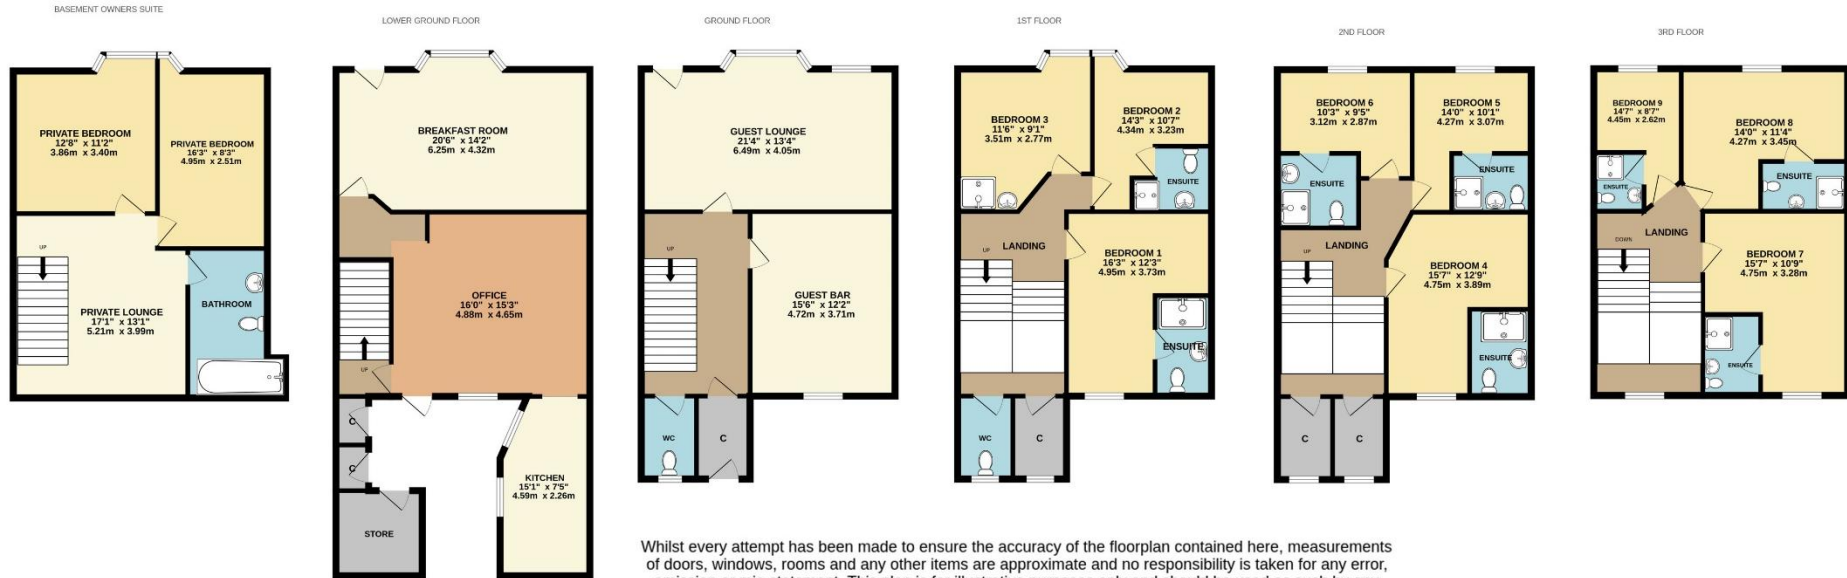 BASEMENT OWNERS SUITE
PRIVATE BEDROOM
12'8" x 11'2"
3.86m x 3.40m
PRIVATE BEDROOM
16'3" x 8'3"
4.95m x 2.51m
UP
PRIVATE LOUNGE
17'1" x 13'1"
5.21m x 3.99m
BATHROOM
LOWER GROUND FLOOR
BREAKFAST ROOM
20'6" x 14'2"
6.25m x 4.32m
OFFICE
16'0" x 15'3"
4.88m x 4.65m
UP
C
C
STORE
KITCHEN
15'1" x 7'5"
4.59m x 2.26m
GROUND FLOOR
GUEST LOUNGE
21'4" x 13'4"
6.49m x 4.05m
UP
GUEST BAR
15'6" x 12'2"
4.72m x 3.71m
WC
C
1ST FLOOR
BEDROOM 3
11'6" x 9'1"
3.51m x 2.77m
BEDROOM 2
14'3" x 10'7"
4.34m x 3.23m
ENSUITE
UP
LANDING
BEDROOM 1
16'3" x 12'3"
4.95m x 3.73m
ENSUITE
WC
C
2ND FLOOR
BEDROOM 6
10'3" x 9'5"
3.12m x 2.87m
BEDROOM 5
14'0" x 10'1"
4.27m x 3.07m
ENSUITE
ENSUITE
UP
LANDING
BEDROOM 4
15'7" x 12'9"
4.75m x 3.89m
ENSUITE
C
C
3RD FLOOR
BEDROOM 9
14'7" x 8'7"
4.45m x 2.62m
BEDROOM 8
14'0" x 11'4"
4.27m x 3.45m
ENSUITE
ENSUITE
DOWN
LANDING
BEDROOM 7
15'7" x 10'9"
4.75m x 3.28m
ENSUITE
Whilst every attempt has been made to ensure the accuracy of the floorplan contained here, measurements
of doors, windows, rooms and any other items are approximate and no responsibility is taken for any error,